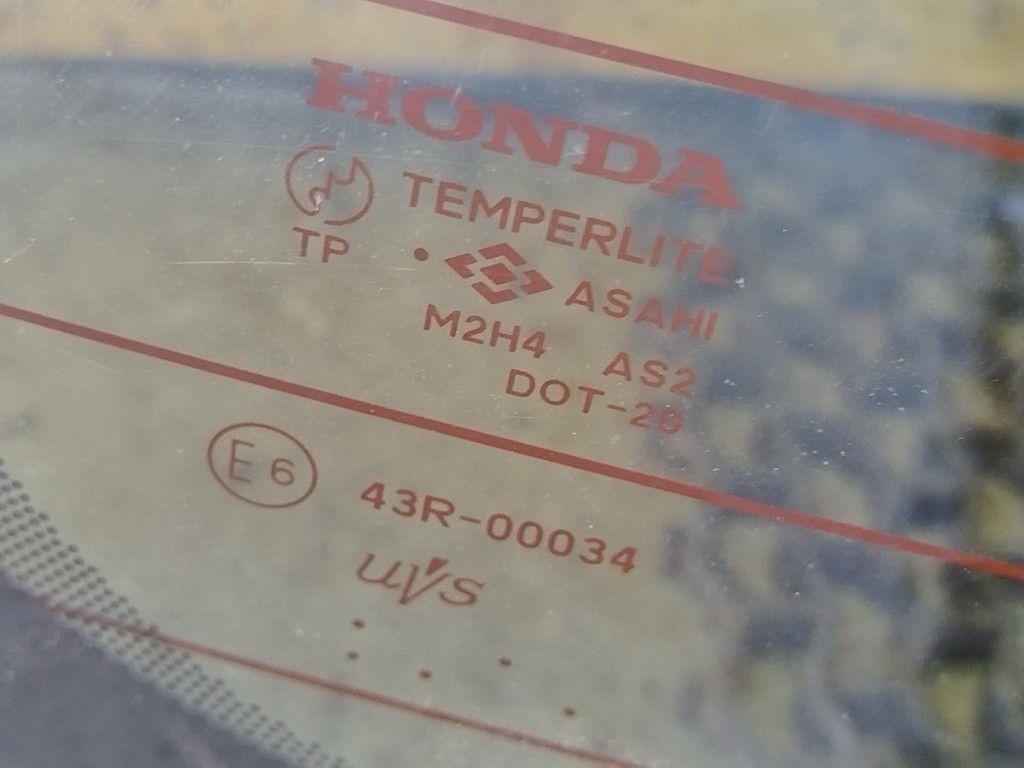 HONDA
TEMPERLITE
TP
ASAHI
M2H4 AS2
DOT-20
E6 43R-00034
uvs